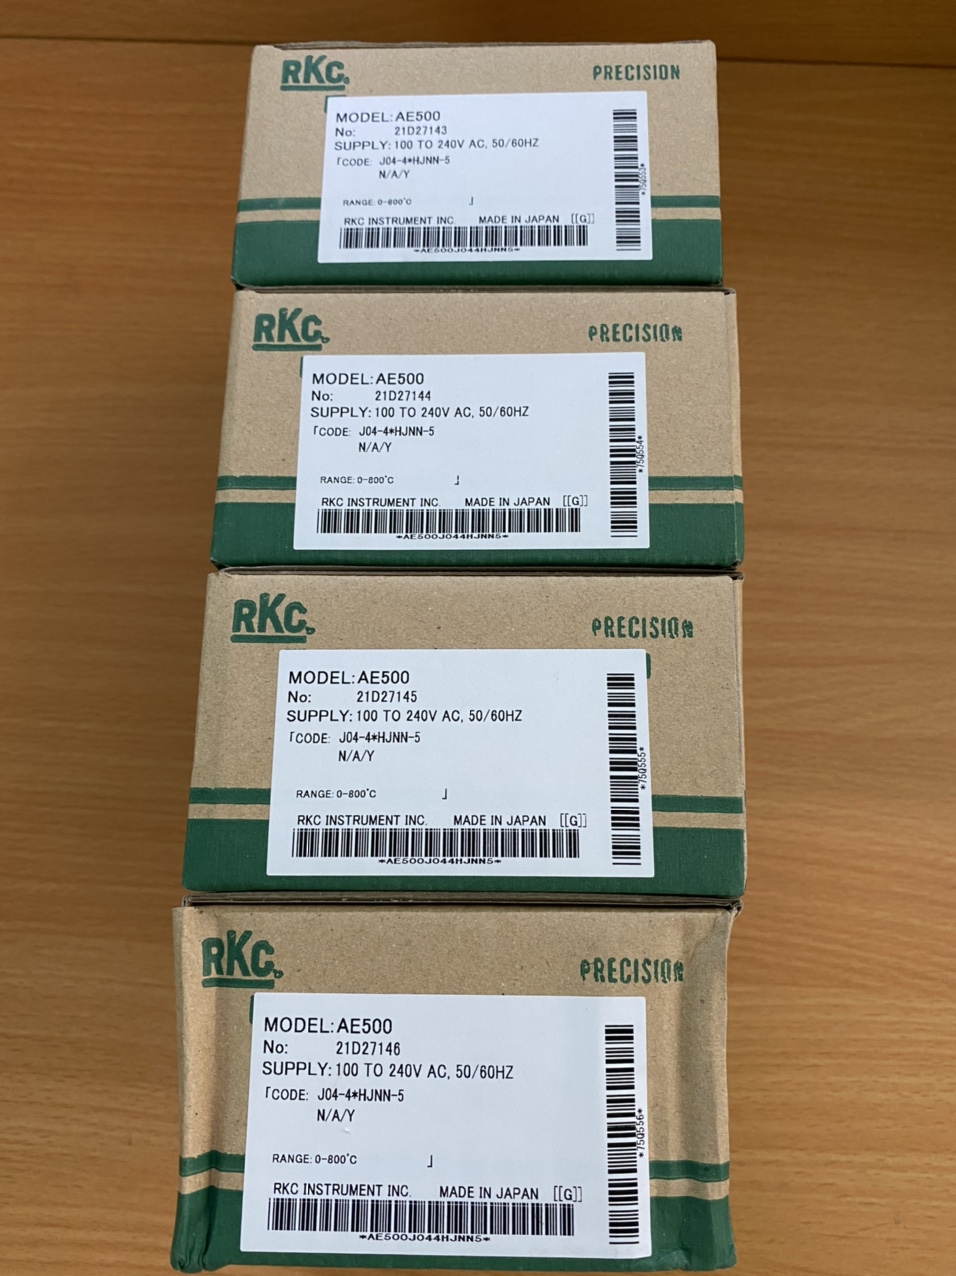 RKC. PRECISION
MODEL: AE500
No: 21D27143
SUPPLY: 100 TO 240V AC, 50/60HZ
「CODE: J04-4*HJNN-5
N/A/Y
RANGE: 0-800℃ 」
RKC INSTRUMENT INC. MADE IN JAPAN [[G]]
*AE500J044HJNN5*
*750553*
RKC. PRECISION
MODEL: AE500
No: 21D27144
SUPPLY: 100 TO 240V AC, 50/60HZ
「CODE: J04-4*HJNN-5
N/A/Y
RANGE: 0-800℃ 」
RKC INSTRUMENT INC. MADE IN JAPAN [[G]]
*AE500J044HJNN5*
*750554*
RKC. PRECISION
MODEL: AE500
No: 21D27145
SUPPLY: 100 TO 240V AC, 50/60HZ
「CODE: J04-4*HJNN-5
N/A/Y
RANGE: 0-800℃ 」
RKC INSTRUMENT INC. MADE IN JAPAN [[G]]
*AE500J044HJNN5*
*750555*
RKC. PRECISION
MODEL: AE500
No: 21D27146
SUPPLY: 100 TO 240V AC, 50/60HZ
「CODE: J04-4*HJNN-5
N/A/Y
RANGE: 0-800℃ 」
RKC INSTRUMENT INC. MADE IN JAPAN [[G]]
*AE500J044HJNN5*
*750556*